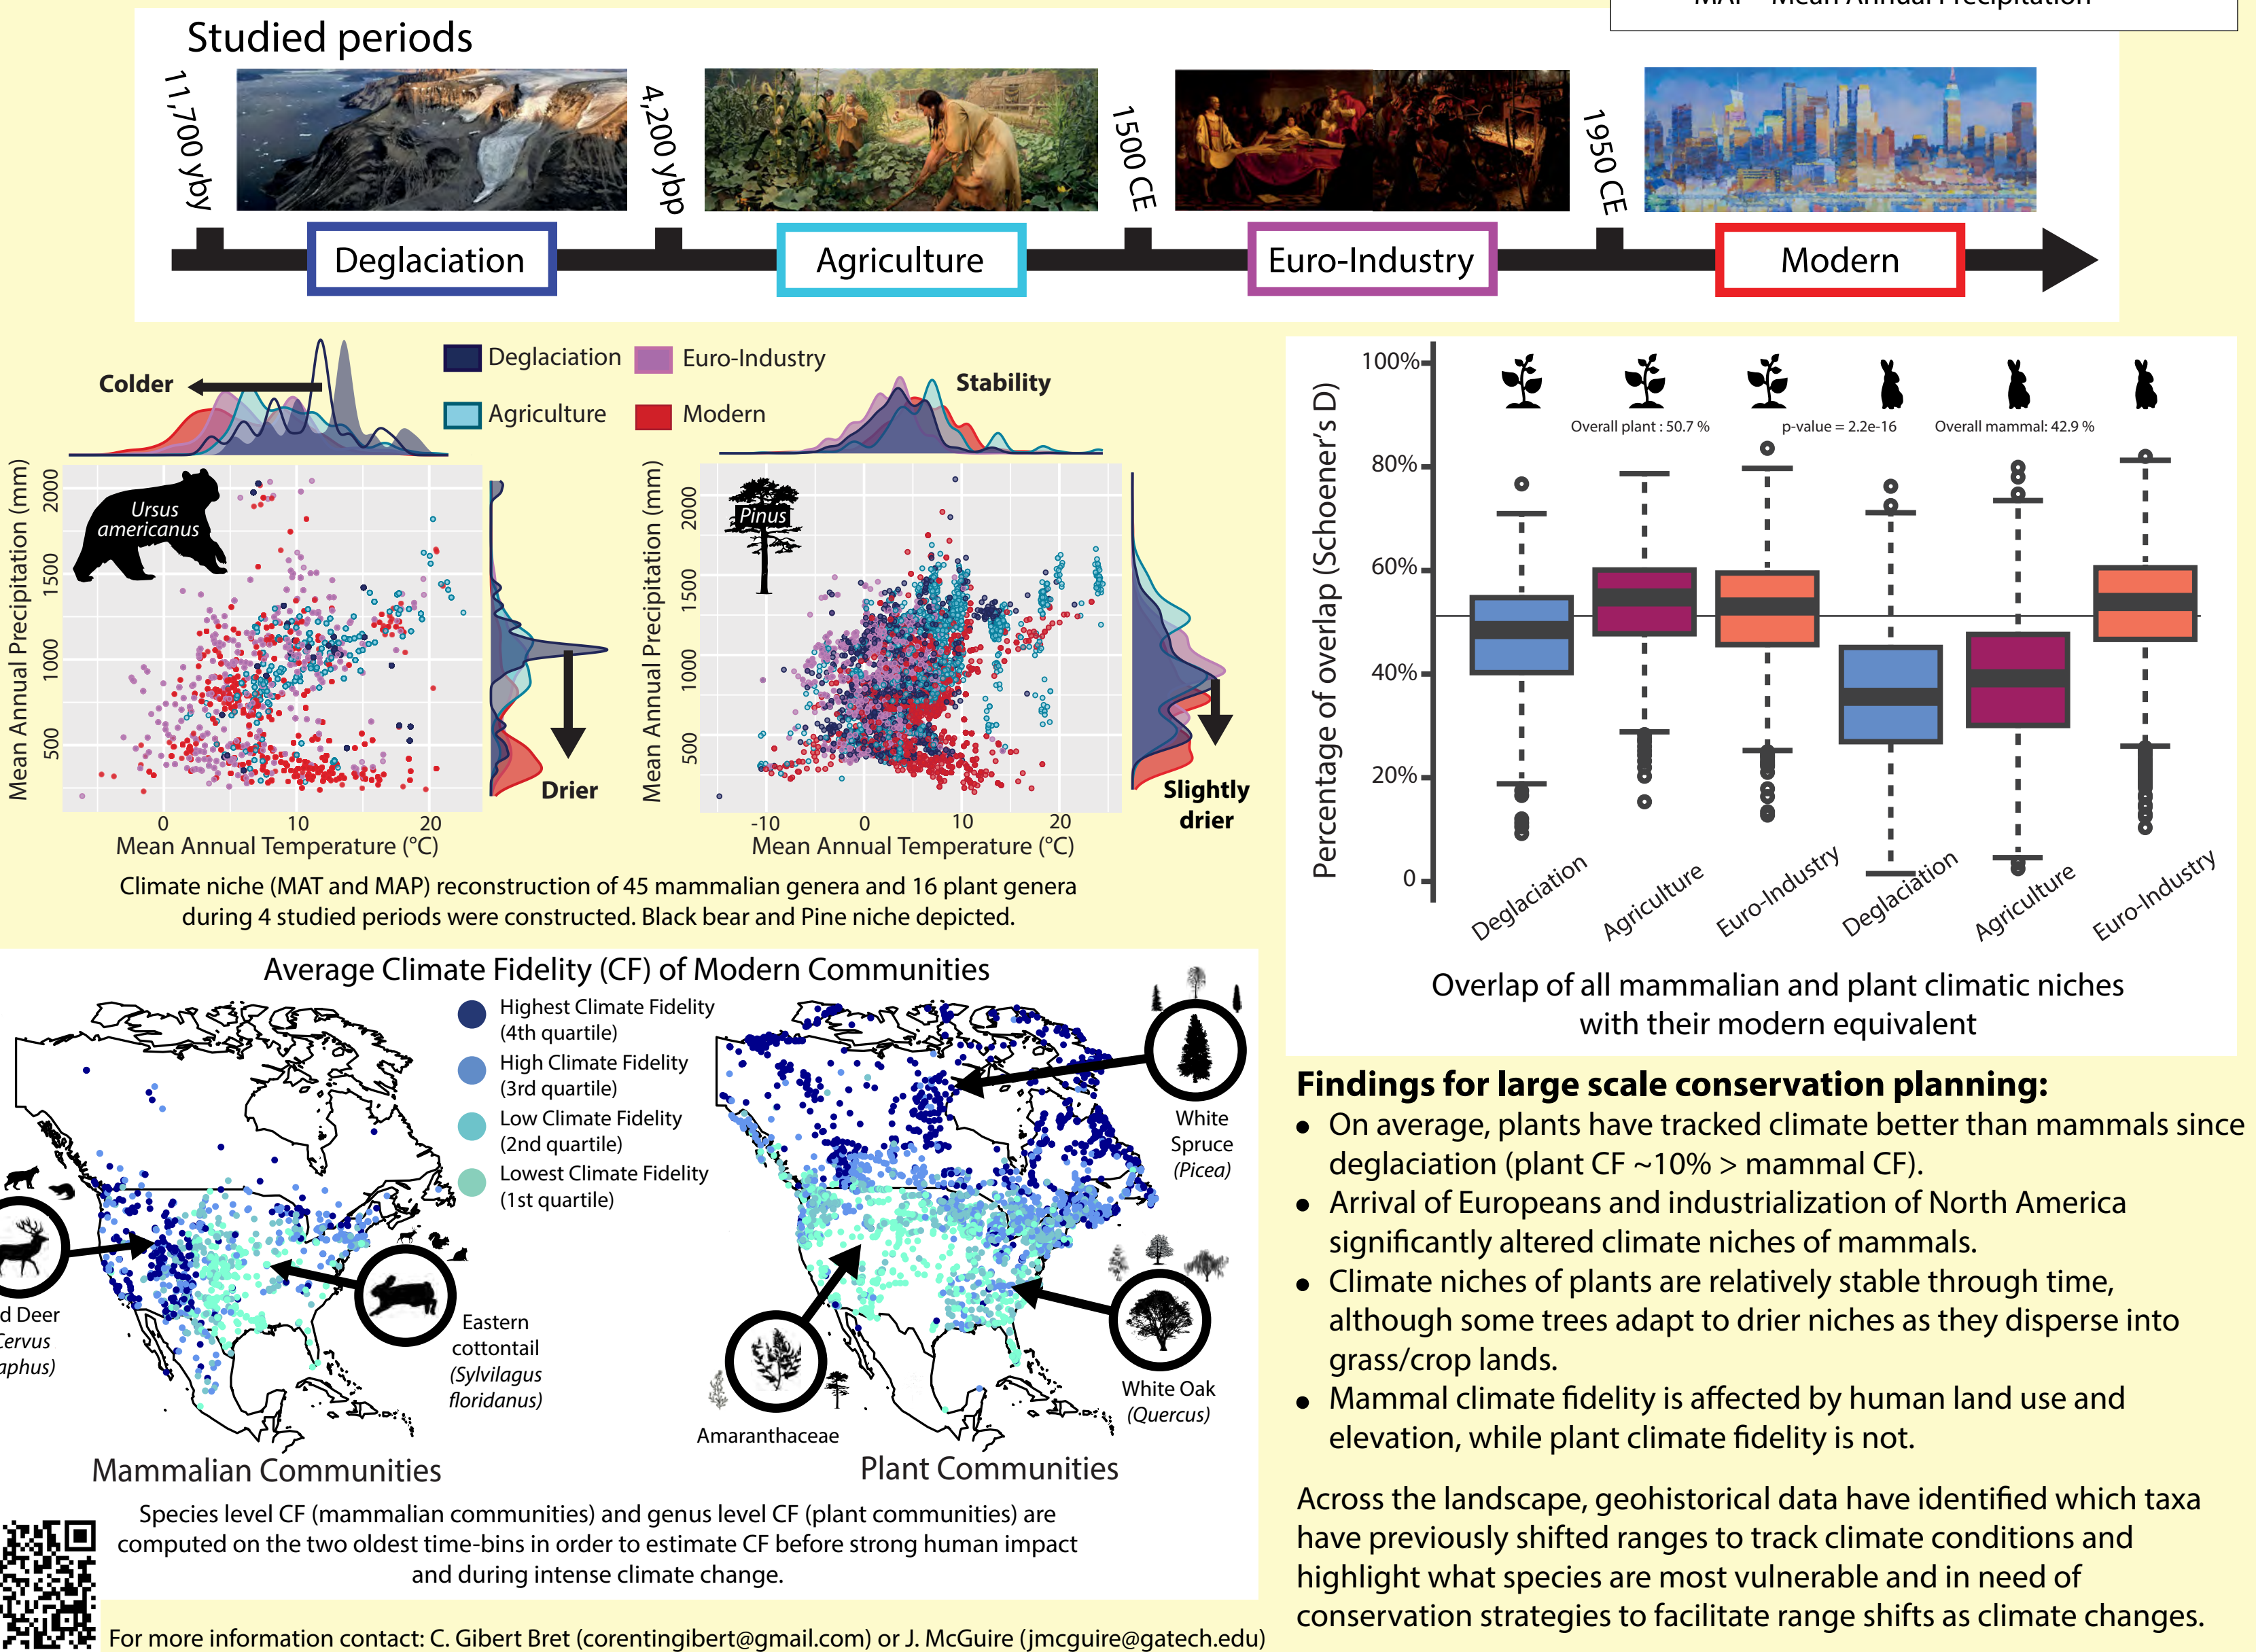 MAP = Mean Annual Precipitation
Studied periods
11,700 yby
4,200 ybp
1500 CE
1950 CE
Deglaciation
Agriculture
Euro-Industry
Modern
Colder
Deglaciation
Euro-Industry
Agriculture
Modern
Stability
Mean Annual Precipitation (mm)
2000
1500
1000
500
Ursus
americanus
Drier
0
10
20
Mean Annual Temperature (°C)
Mean Annual Precipitation (mm)
2000
1500
1000
500
Pinus
Slightly
drier
-10
0
10
20
Mean Annual Temperature (°C)
Climate niche (MAT and MAP) reconstruction of 45 mammalian genera and 16 plant genera
during 4 studied periods were constructed. Black bear and Pine niche depicted.
Percentage of overlap (Schoener's D)
100%
80%
60%
40%
20%
0
Overall plant : 50.7 %
p-value = 2.2e-16
Overall mammal: 42.9 %
Deglaciation
Agriculture
Euro-Industry
Deglaciation
Agriculture
Euro-Industry
Overlap of all mammalian and plant climatic niches
with their modern equivalent
Average Climate Fidelity (CF) of Modern Communities
Highest Climate Fidelity
(4th quartile)
High Climate Fidelity
(3rd quartile)
Low Climate Fidelity
(2nd quartile)
Lowest Climate Fidelity
(1st quartile)
d Deer
Cervus
aphus)
Eastern
cottontail
(Sylvilagus
floridanus)
White
Spruce
(Picea)
White Oak
(Quercus)
Amaranthaceae
Mammalian Communities
Plant Communities
Species level CF (mammalian communities) and genus level CF (plant communities) are
computed on the two oldest time-bins in order to estimate CF before strong human impact
and during intense climate change.
For more information contact: C. Gibert Bret (corentingibert@gmail.com) or J. McGuire (jmcguire@gatech.edu)
Findings for large scale conservation planning:
• On average, plants have tracked climate better than mammals since
deglaciation (plant CF ~10% > mammal CF).
• Arrival of Europeans and industrialization of North America
significantly altered climate niches of mammals.
• Climate niches of plants are relatively stable through time,
although some trees adapt to drier niches as they disperse into
grass/crop lands.
• Mammal climate fidelity is affected by human land use and
elevation, while plant climate fidelity is not.
Across the landscape, geohistorical data have identified which taxa
have previously shifted ranges to track climate conditions and
highlight what species are most vulnerable and in need of
conservation strategies to facilitate range shifts as climate changes.